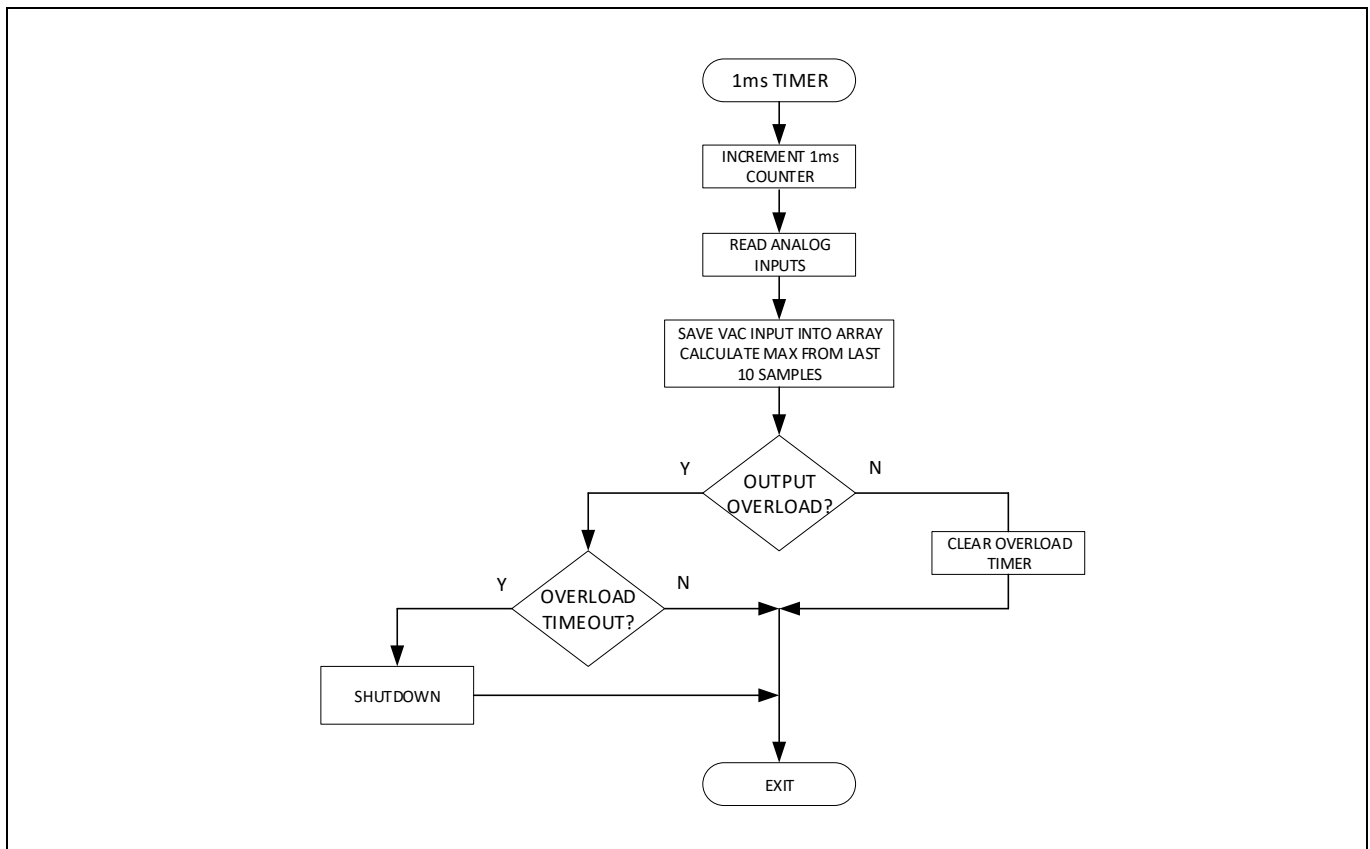 1ms TIMER
INCREMENT 1ms
COUNTER
READ ANALOG
INPUTS
SAVE VAC INPUT INTO ARRAY
CALCULATE MAX FROM LAST
10 SAMPLES
Y
N
OUTPUT
OVERLOAD?
CLEAR OVERLOAD
TIMER
Y
N
OVERLOAD
TIMEOUT?
SHUTDOWN
EXIT